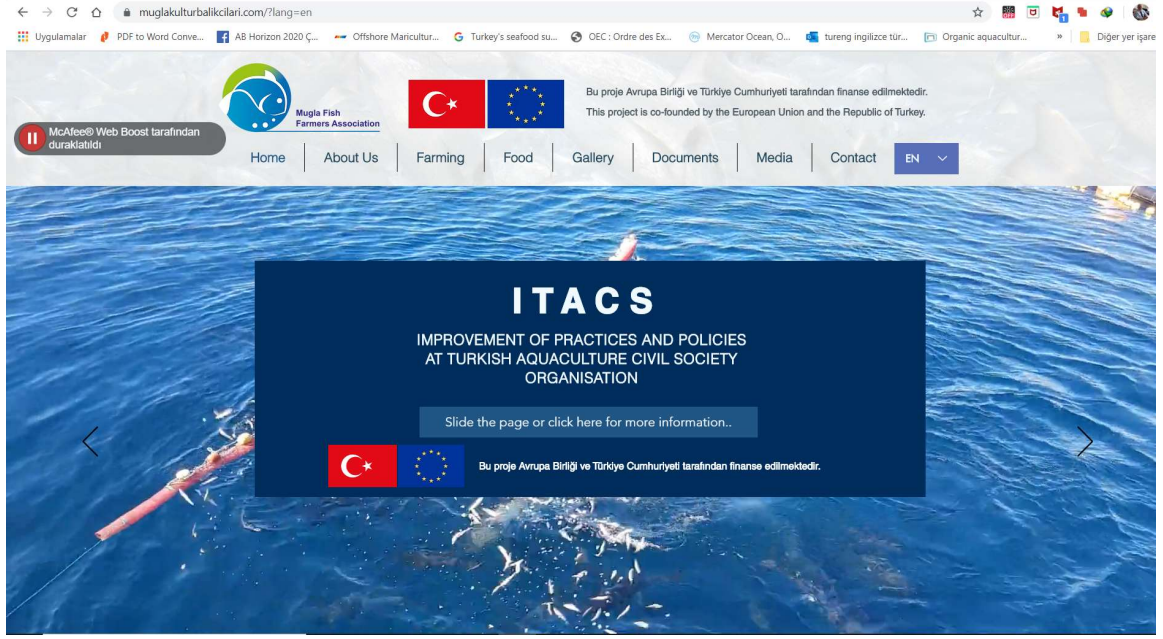 muglakulturbalikcilari.com/?lang=en
Uygulamalar PDF to Word Conve... AB Horizon 2020 Ç... Offshore Maricultur... Turkey's seafood su... OEC : Ordre des Ex... Mercator Ocean, O... tureng ingilizce tür... Organic aquacultur... » Diğer yer işare
Mugla Fish
Farmers Association
Bu proje Avrupa Birliği ve Türkiye Cumhuriyeti tarafından finanse edilmektedir.
This project is co-founded by the European Union and the Republic of Turkey.
McAfee® Web Boost tarafından
duraklatıldı
Home About Us Farming Food Gallery Documents Media Contact EN
ITACS
IMPROVEMENT OF PRACTICES AND POLICIES
AT TURKISH AQUACULTURE CIVIL SOCIETY
ORGANISATION
Slide the page or click here for more information..
Bu proje Avrupa Birliği ve Türkiye Cumhuriyeti tarafından finanse edilmektedir.